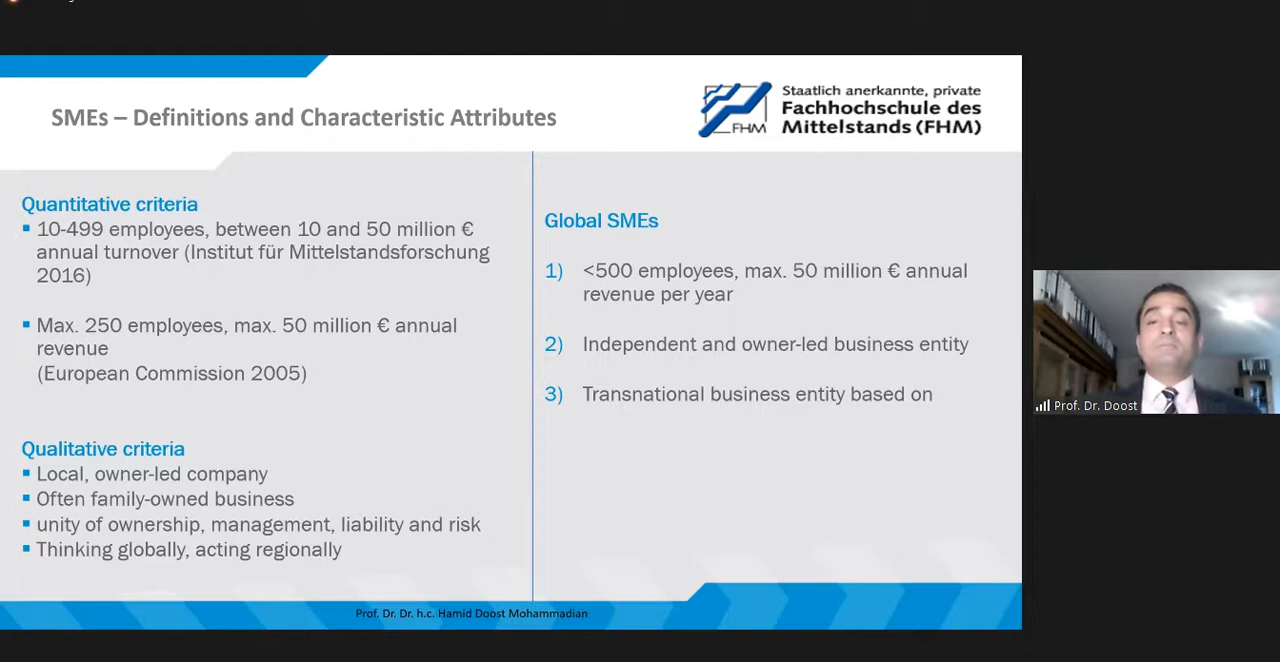 SMEs – Definitions and Characteristic Attributes
Staatlich anerkannte, private
Fachhochschule des
Mittelstands (FHM)
FHM
Quantitative criteria
10-499 employees, between 10 and 50 million €
annual turnover (Institut für Mittelstandsforschung
2016)
Max. 250 employees, max. 50 million € annual
revenue
(European Commission 2005)
Qualitative criteria
Local, owner-led company
Often family-owned business
unity of ownership, management, liability and risk
Thinking globally, acting regionally
Global SMEs
1) <500 employees, max. 50 million € annual
revenue per year
2) Independent and owner-led business entity
3) Transnational business entity based on
Prof. Dr. Dr. h.c. Hamid Doost Mohammadian
Prof. Dr. Doost